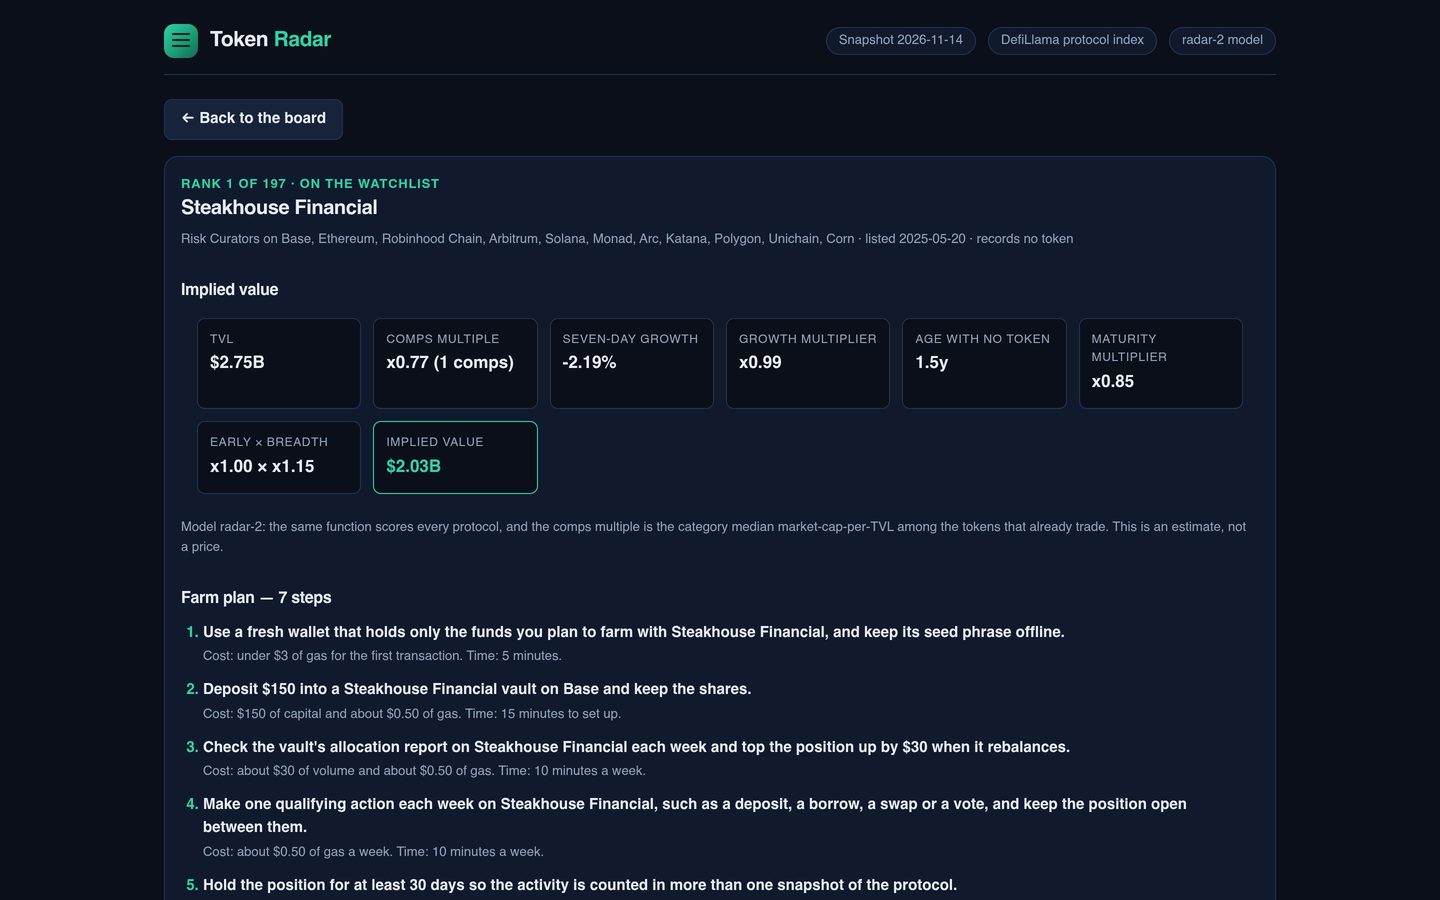 Token Radar
Snapshot 2026-11-14
DefiLlama protocol index
radar-2 model
← Back to the board
RANK 1 OF 197 · ON THE WATCHLIST
Steakhouse Financial
Risk Curators on Base, Ethereum, Robinhood Chain, Arbitrum, Solana, Monad, Arc, Katana, Polygon, Unichain, Corn · listed 2025-05-20 · records no token
Implied value
TVL
$2.75B
COMPS MULTIPLE
x0.77 (1 comps)
SEVEN-DAY GROWTH
-2.19%
GROWTH MULTIPLIER
x0.99
AGE WITH NO TOKEN
1.5y
MATURITY
MULTIPLIER
x0.85
EARLY × BREADTH
x1.00 × x1.15
IMPLIED VALUE
$2.03B
Model radar-2: the same function scores every protocol, and the comps multiple is the category median market-cap-per-TVL among the tokens that already trade. This is an estimate, not
a price.
Farm plan — 7 steps
1. Use a fresh wallet that holds only the funds you plan to farm with Steakhouse Financial, and keep its seed phrase offline.
Cost: under $3 of gas for the first transaction. Time: 5 minutes.
2. Deposit $150 into a Steakhouse Financial vault on Base and keep the shares.
Cost: $150 of capital and about $0.50 of gas. Time: 15 minutes to set up.
3. Check the vault's allocation report on Steakhouse Financial each week and top the position up by $30 when it rebalances.
Cost: about $30 of volume and about $0.50 of gas. Time: 10 minutes a week.
4. Make one qualifying action each week on Steakhouse Financial, such as a deposit, a borrow, a swap or a vote, and keep the position open
between them.
Cost: about $0.50 of gas a week. Time: 10 minutes a week.
5. Hold the position for at least 30 days so the activity is counted in more than one snapshot of the protocol.